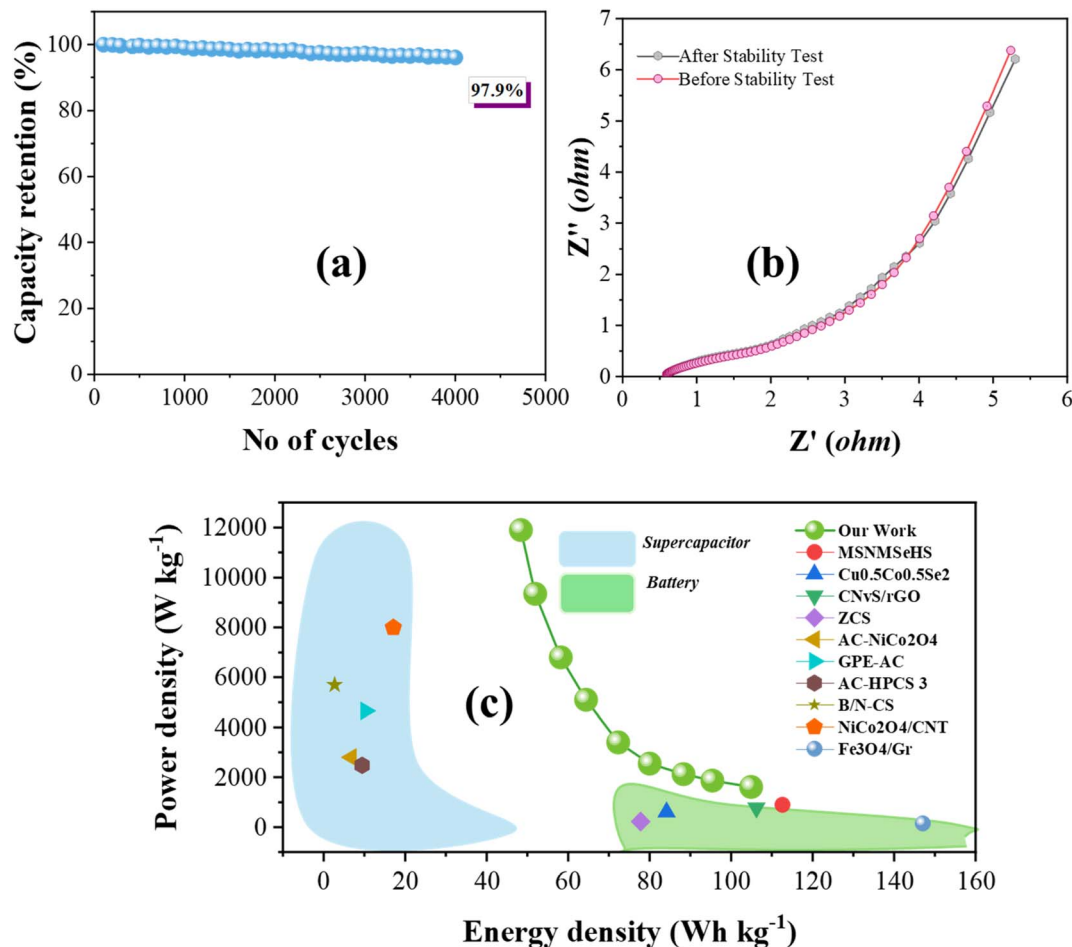 100
80
60
40
20
0
0 1000 2000 3000 4000 5000
Capacity retention (%)
No of cycles
97.9%
(a)
7
6
5
4
3
2
1
0
0 1 2 3 4 5 6
Z'' (ohm)
Z' (ohm)
After Stability Test
Before Stability Test
(b)
12000
10000
8000
6000
4000
2000
0
0 20 40 60 80 100 120 140 160
Power density (W kg-1)
Energy density (Wh kg-1)
Supercapacitor
Battery
(c)
Our Work
MSNMSeHS
Cu0.5Co0.5Se2
CNvS/rGO
ZCS
AC-NiCo2O4
GPE-AC
AC-HPCS 3
B/N-CS
NiCo2O4/CNT
Fe3O4/Gr